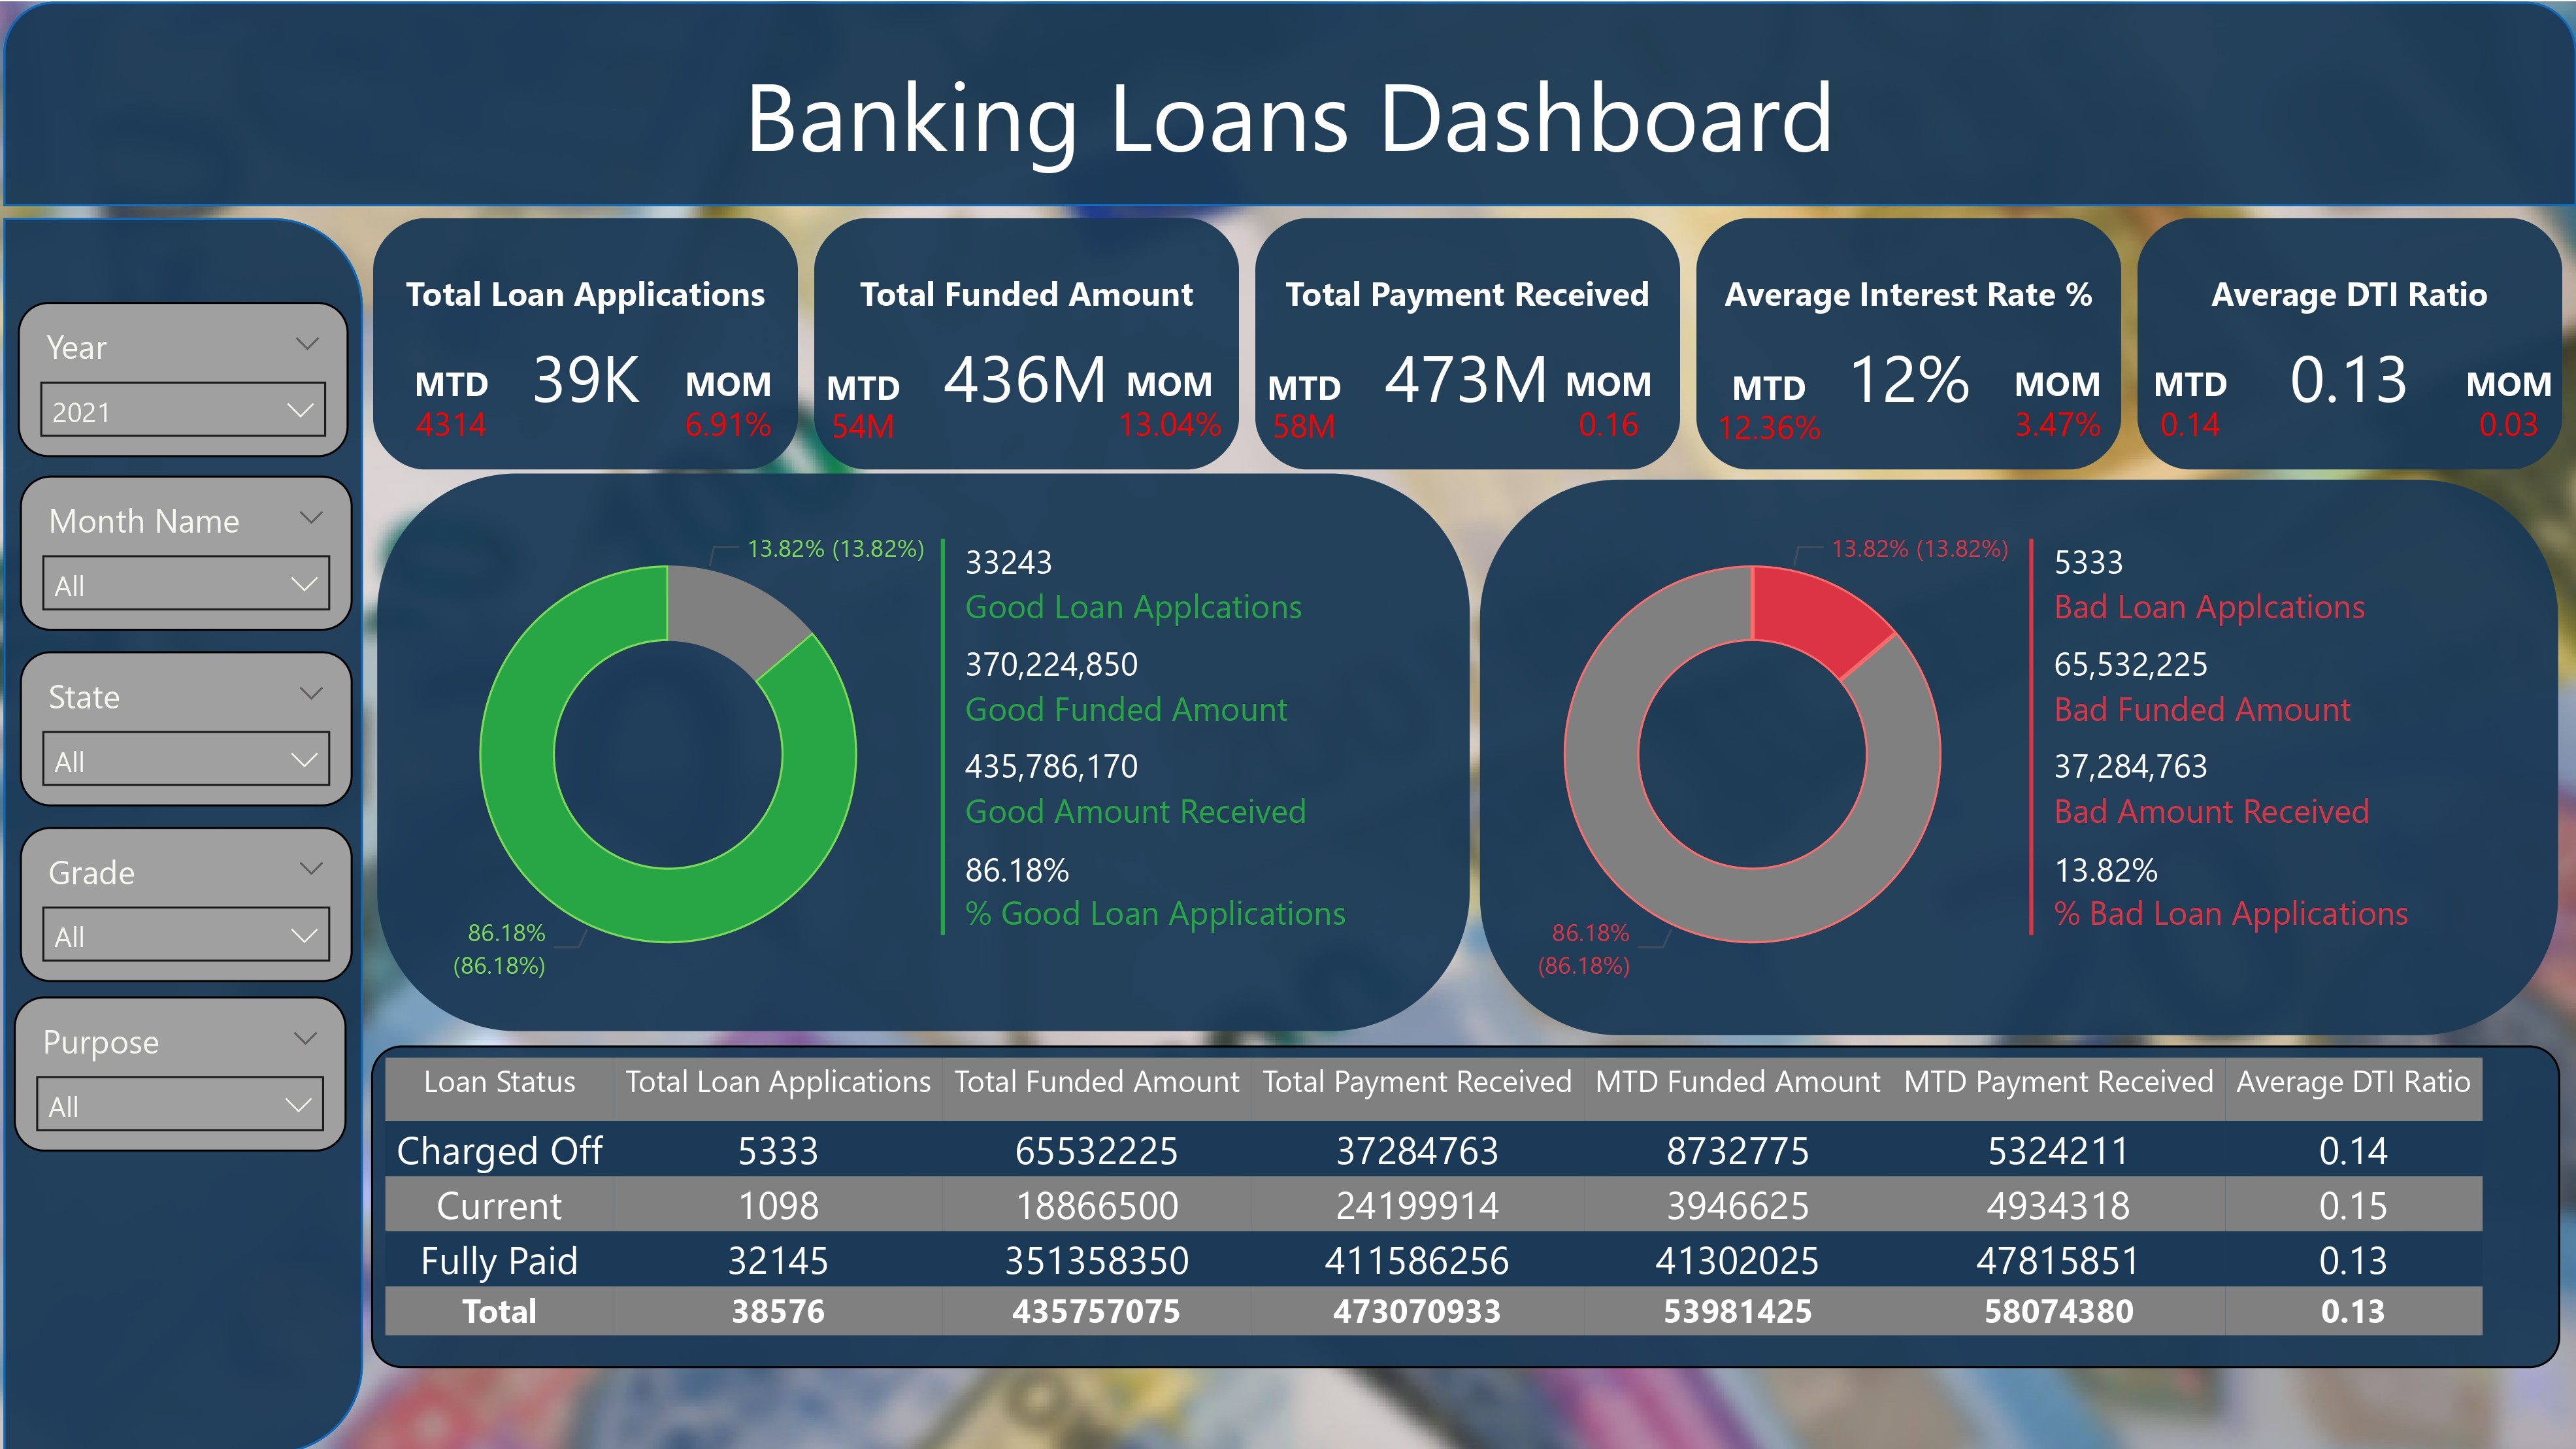 Banking Loans Dashboard
Year
2021
Month Name
All
State
All
Grade
All
Purpose
All
Total Loan Applications
MTD 39K MOM
4314 6.91%
Total Funded Amount
MTD 436M MOM
54M 13.04%
Total Payment Received
MTD 473M MOM
58M 0.16
Average Interest Rate %
MTD 12% MOM
12.36% 3.47%
Average DTI Ratio
MTD 0.13 MOM
0.14 0.03
13.82% (13.82%)
86.18%
(86.18%)
33243
Good Loan Applcations
370,224,850
Good Funded Amount
435,786,170
Good Amount Received
86.18%
% Good Loan Applications
13.82% (13.82%)
86.18%
(86.18%)
5333
Bad Loan Applcations
65,532,225
Bad Funded Amount
37,284,763
Bad Amount Received
13.82%
% Bad Loan Applications
Loan Status Total Loan Applications Total Funded Amount Total Payment Received MTD Funded Amount MTD Payment Received Average DTI Ratio
Charged Off 5333 65532225 37284763 8732775 5324211 0.14
Current 1098 18866500 24199914 3946625 4934318 0.15
Fully Paid 32145 351358350 411586256 41302025 47815851 0.13
Total 38576 435757075 473070933 53981425 58074380 0.13